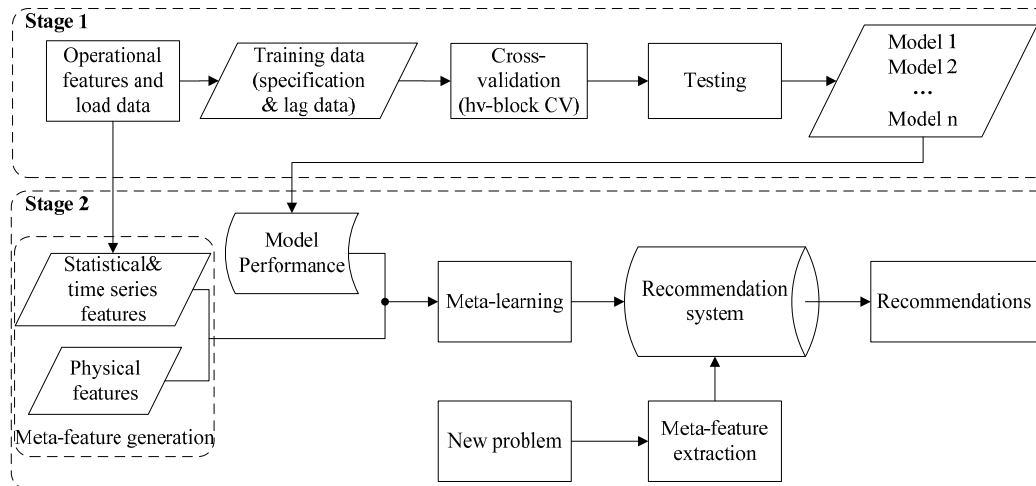 Stage 1
Operational
features and
load data
Training data
(specification
& lag data)
Cross-
validation
(hv-block CV)
Testing
Model 1
Model 2
...
Model n
Stage 2
Statistical&
time series
features
Physical
features
Meta-feature generation
Model
Performance
Meta-learning
Recommendation
system
Recommendations
New problem
Meta-feature
extraction